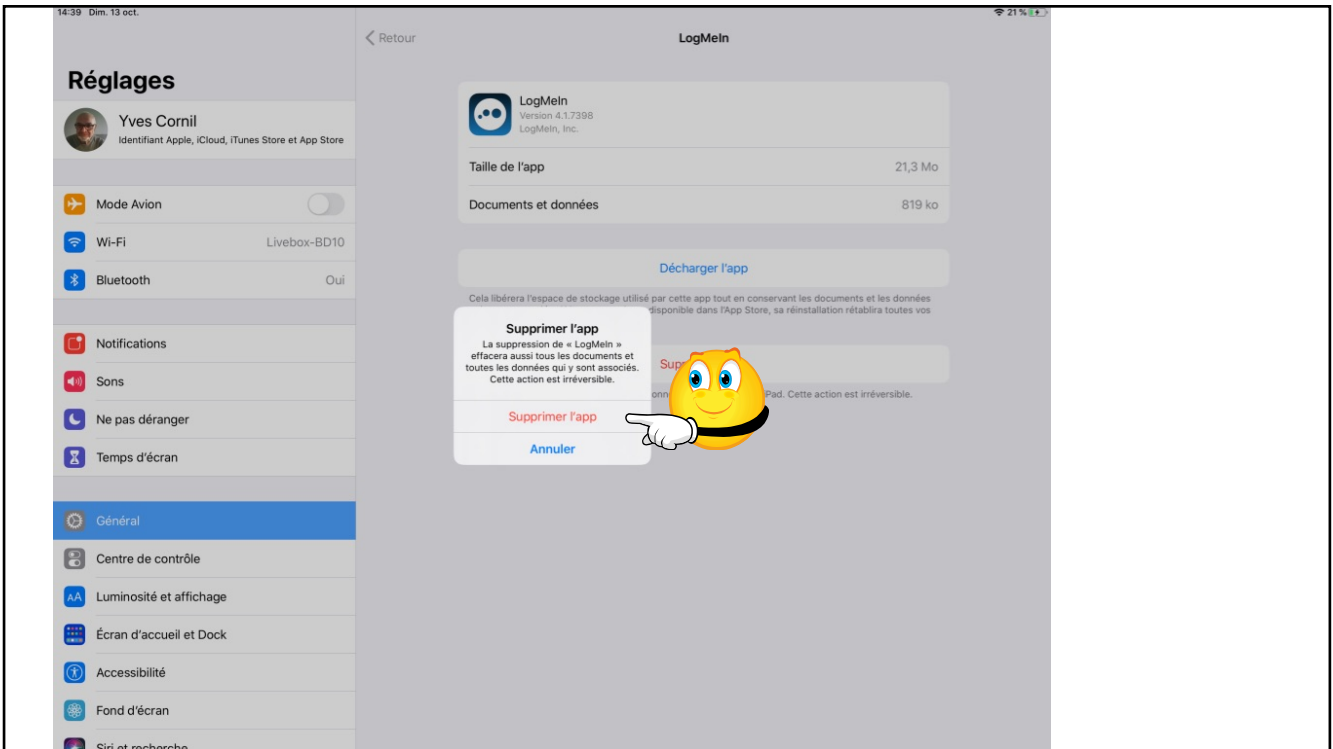 14:39 Dim. 13 oct.
21 %
Retour
LogMeIn
Réglages
Yves Cornil
Identifiant Apple, iCloud, iTunes Store et App Store
Mode Avion
Wi-Fi
Livebox-BD10
Bluetooth
Oui
Notifications
Sons
Ne pas déranger
Temps d'écran
Général
Centre de contrôle
AA
Luminosité et affichage
Écran d'accueil et Dock
Accessibilité
Fond d'écran
Siri et recherche
LogMeIn
Version 4.1.7398
LogMeIn, Inc.
Taille de l'app
21,3 Mo
Documents et données
819 ko
Décharger l'app
Cela libérera l'espace de stockage utilisé par cette app tout en conservant les documents et les données
disponible dans l'App Store, sa réinstallation rétablira toutes vos
Pad. Cette action est irréversible.
Supprimer l'app
La suppression de « LogMeIn »
effacera aussi tous les documents et
toutes les données qui y sont associés.
Cette action est irréversible.
Supprimer l'app
Annuler